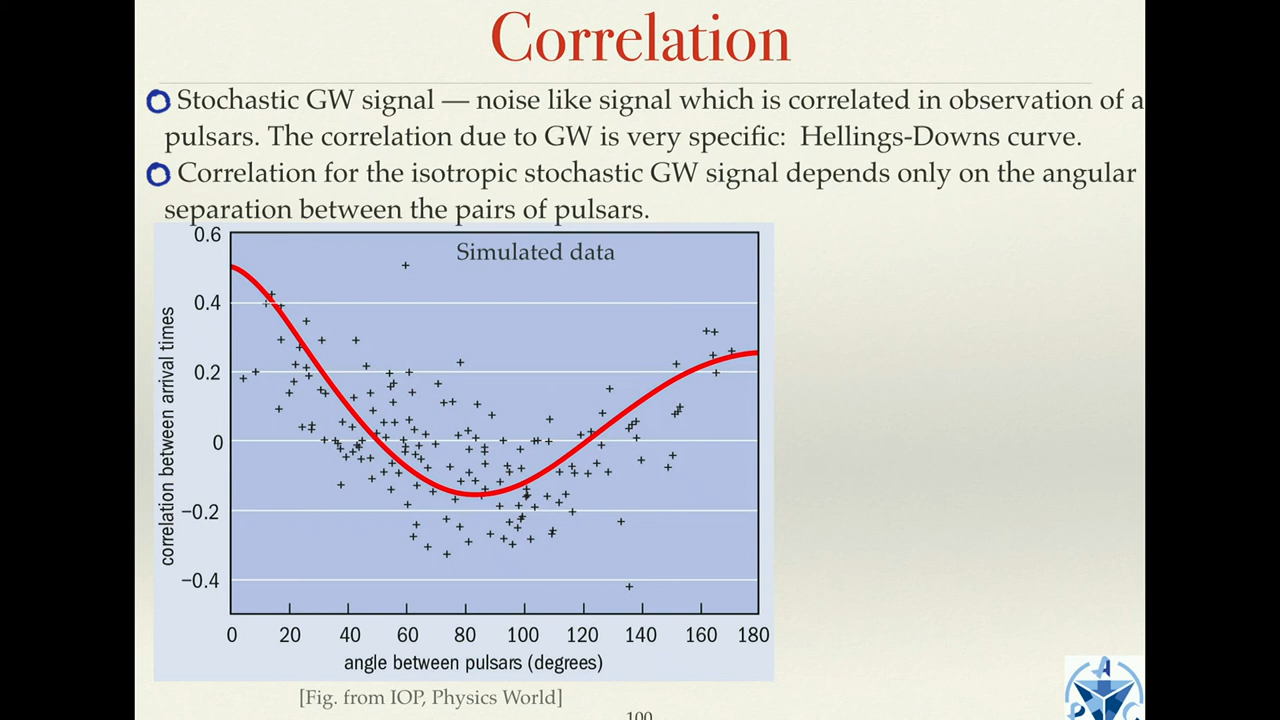 Correlation
Stochastic GW signal — noise like signal which is correlated in observation of a
pulsars. The correlation due to GW is very specific: Hellings-Downs curve.
Correlation for the isotropic stochastic GW signal depends only on the angular
separation between the pairs of pulsars.
Simulated data
correlation between arrival times
0.6
0.4
0.2
0
−0.2
−0.4
0 20 40 60 80 100 120 140 160 180
angle between pulsars (degrees)
[Fig. from IOP, Physics World]
100
A